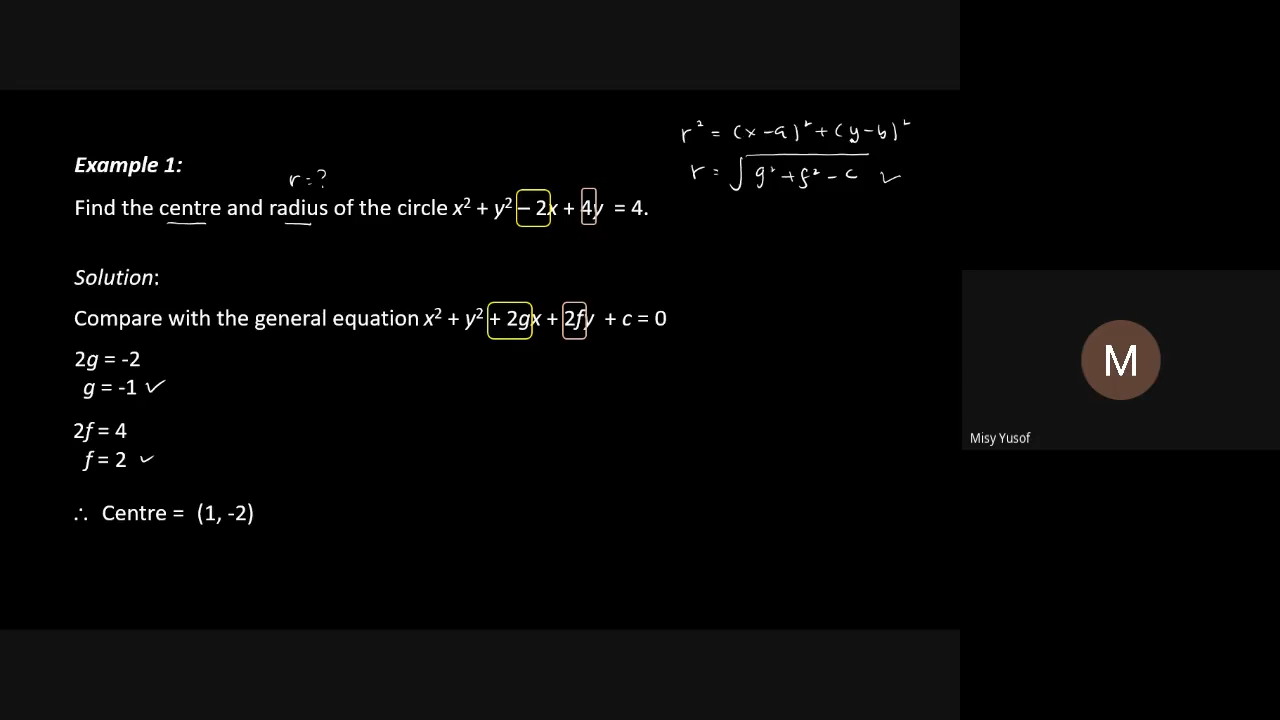 r² = (x-a)² + (y-b)²
Example 1:
r = √g² + f² - c
r = ?
Find the centre and radius of the circle x² + y² – 2x + 4y = 4.
Solution:
Compare with the general equation x² + y² + 2gx + 2fy + c = 0
2g = -2
g = -1 ✓
M
2f = 4
Misy Yusof
f = 2 ✓
∴ Centre = (1, -2)